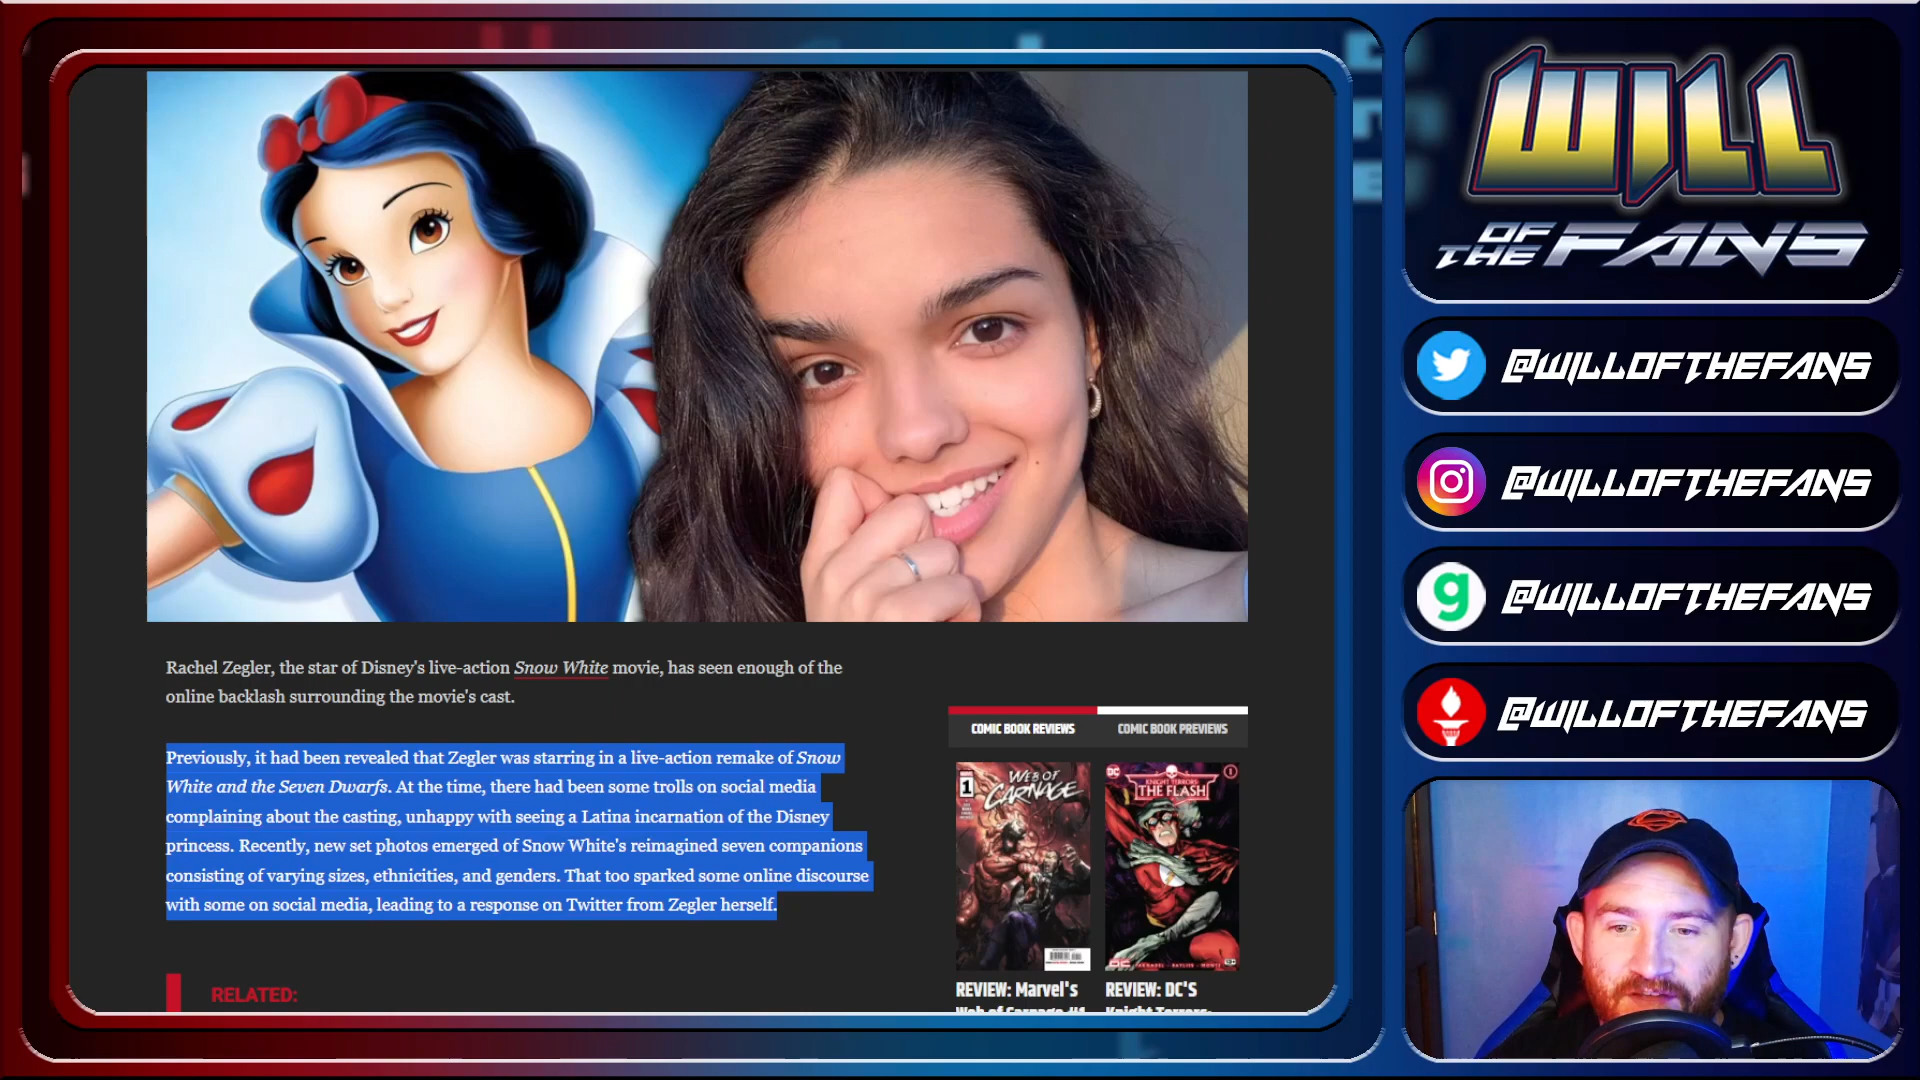 WILL
OF
THE FANS
@WILLOFTHEFANS
@WILLOFTHEFANS
@WILLOFTHEFANS
@WILLOFTHEFANS
Rachel Zegler, the star of Disney's live-action Snow White movie, has seen enough of the
online backlash surrounding the movie's cast.
Previously, it had been revealed that Zegler was starring in a live-action remake of Snow
White and the Seven Dwarfs. At the time, there had been some trolls on social media
complaining about the casting, unhappy with seeing a Latina incarnation of the Disney
princess. Recently, new set photos emerged of Snow White's reimagined seven companions
consisting of varying sizes, ethnicities, and genders. That too sparked some online discourse
with some on social media, leading to a response on Twitter from Zegler herself.
RELATED:
COMIC BOOK REVIEWS
COMIC BOOK PREVIEWS
1
WEB OF
CARNAGE
DC
KNIGHT TERRORS
THE FLASH
REVIEW: Marvel's
Web of Carnage #1
REVIEW: DC'S
Knight Terrors: